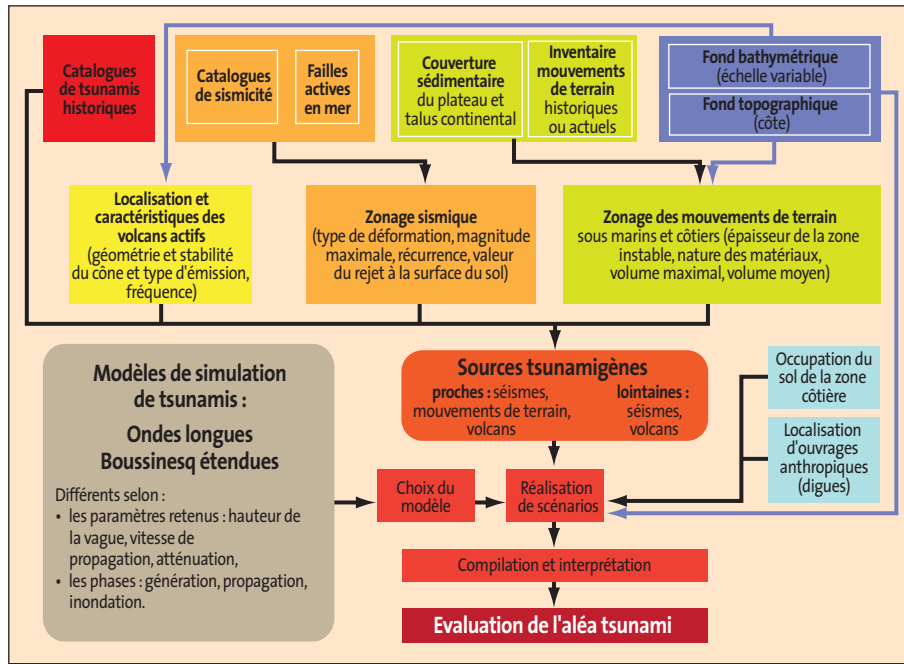 Catalogues
de tsunamis
historiques
Catalogues
de sismicité
Failles
actives
en mer
Couverture
sédimentaire
du plateau et
talus continental
Inventaire
mouvements
de terrain
historiques
ou actuels
Fond bathymétrique
(échelle variable)
Fond topographique
(côte)
Localisation et
caractéristiques des
volcans actifs
(géométrie et stabilité
du cône et type d'émission,
fréquence)
Zonage sismique
(type de déformation, magnitude
maximale, récurrence, valeur
du rejet à la surface du sol)
Zonage des mouvements de terrain
sous marins et côtiers (épaisseur de la zone
instable, nature des matériaux,
volume maximal, volume moyen)
Modèles de simulation
de tsunamis :
Ondes longues
Boussinesq étendues
Différents selon :
• les paramètres retenus : hauteur de
la vague, vitesse de
propagation, atténuation,
• les phases : génération, propagation,
inondation.
Sources tsunamigènes
proches : séismes,
mouvements de terrain,
volcans
lointaines :
séismes,
volcans
Occupation du
sol de la zone
côtière
Localisation
d'ouvrages
anthropiques
(digues)
Choix du
modèle
Réalisation
de scénarios
Compilation et interprétation
Evaluation de l'aléa tsunami